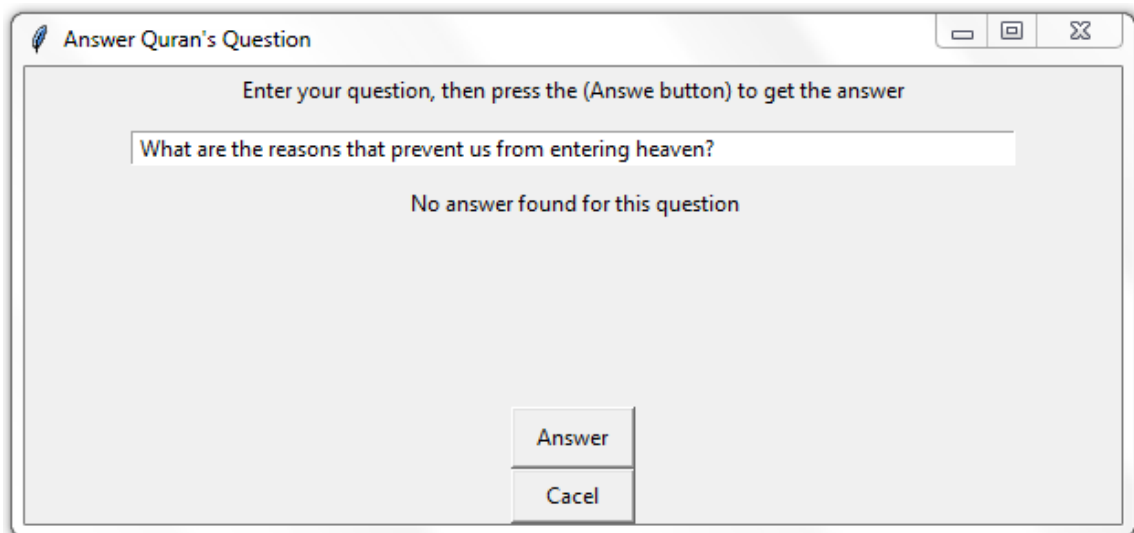 Answer Quran's Question
Enter your question, then press the (Answe button) to get the answer
What are the reasons that prevent us from entering heaven?
No answer found for this question
Answer
Cacel